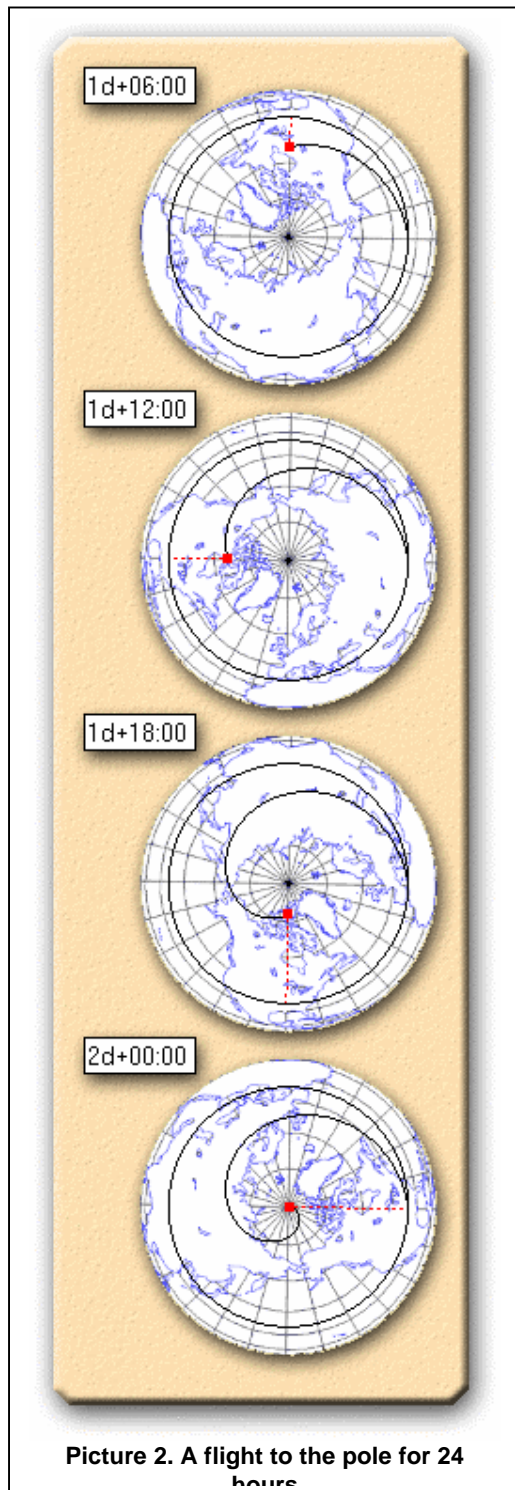 1d+06:00
1d+12:00
1d+18:00
2d+00:00
Picture 2. A flight to the pole for 24
hours